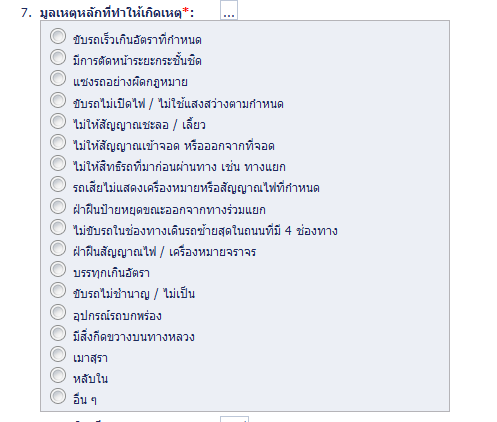 7. มูลเหตุหลักที่ทำให้เกิดเหตุ*: ...
ขับรถเร็วเกินอัตราที่กำหนด
มีการตัดหน้าระยะกระชั้นชิด
แซงรถอย่างผิดกฎหมาย
ขับรถไม่เปิดไฟ / ไม่ใช้แสงสว่างตามกำหนด
ไม่ให้สัญญาณชะลอ / เลี้ยว
ไม่ให้สัญญาณเข้าจอด หรือออกจากที่จอด
ไม่ให้สิทธิรถที่มาก่อนผ่านทาง เช่น ทางแยก
รถเสียไม่แสดงเครื่องหมายหรือสัญญาณไฟที่กำหนด
ฝ่าฝืนป้ายหยุดขณะออกจากทางร่วมแยก
ไม่ขับรถในช่องทางเดินรถซ้ายสุดในถนนที่มี 4 ช่องทาง
ฝ่าฝืนสัญญาณไฟ / เครื่องหมายจราจร
บรรทุกเกินอัตรา
ขับรถไม่ชำนาญ / ไม่เป็น
อุปกรณ์รถบกพร่อง
มีสิ่งกีดขวางบนทางหลวง
เมาสุรา
หลับใน
อื่น ๆ